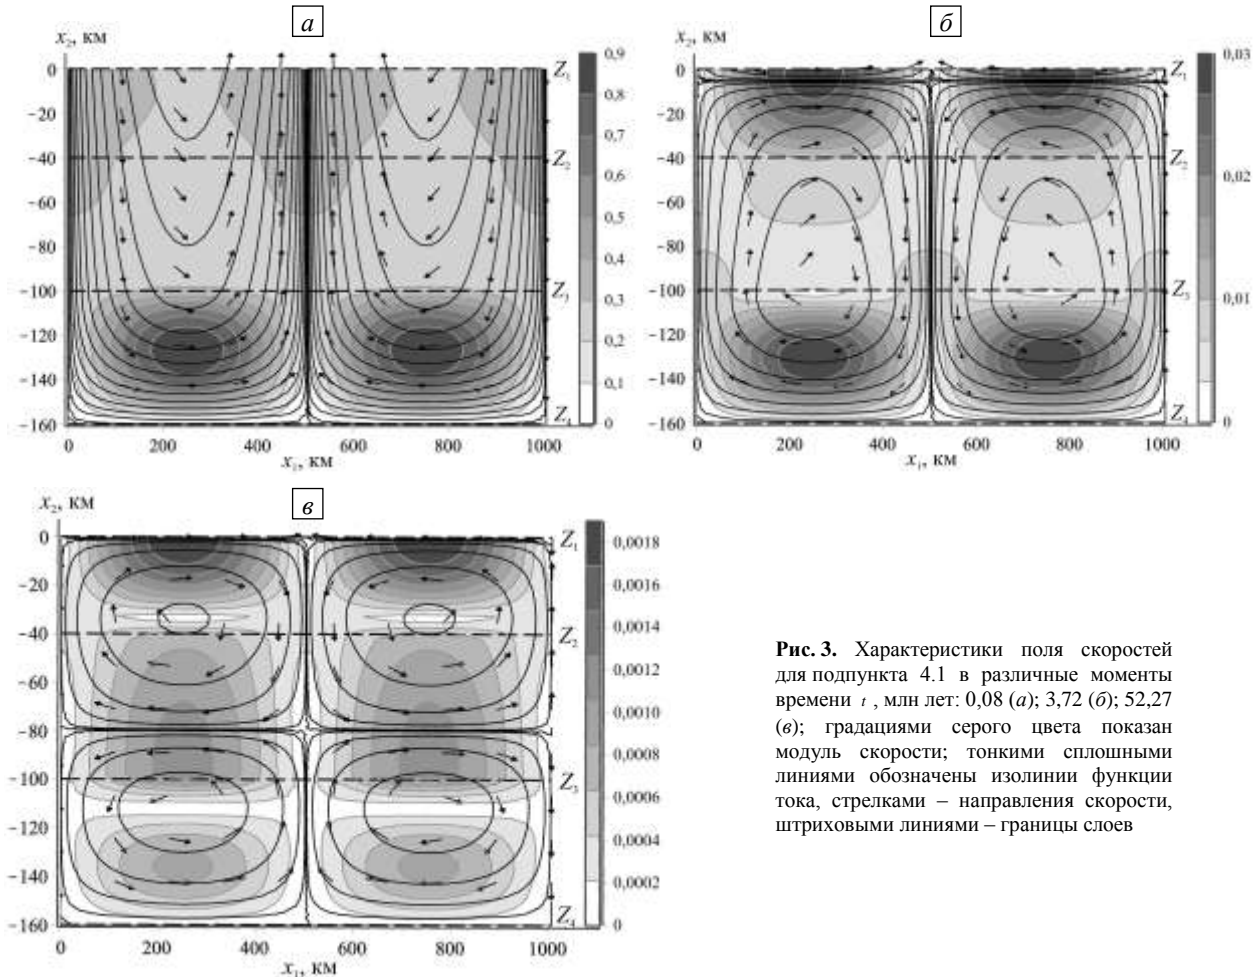 а
x₂, км
0
−20
−40
−60
−80
−100
−120
−140
−160
0 200 400 600 800 1000
x₁, км
Z₁
Z₂
Z₃
Z₄
0,9
0,8
0,7
0,6
0,5
0,4
0,3
0,2
0,1
0
б
x₂, км
0
−20
−40
−60
−80
−100
−120
−140
−160
0 200 400 600 800 1000
x₁, км
Z₁
Z₂
Z₃
Z₄
0,03
0,02
0,01
0
в
x₂, км
0
−20
−40
−60
−80
−100
−120
−140
−160
0 200 400 600 800 1000
x₁, км
Z₁
Z₂
Z₃
Z₄
0,0018
0,0016
0,0014
0,0012
0,0010
0,0008
0,0006
0,0004
0,0002
0
Рис. 3. Характеристики поля скоростей
для подпункта 4.1 в различные моменты
времени t , млн лет: 0,08 (а); 3,72 (б); 52,27
(в); градациями серого цвета показан
модуль скорости; тонкими сплошными
линиями обозначены изолинии функции
тока, стрелками – направления скорости,
штриховыми линиями – границы слоев